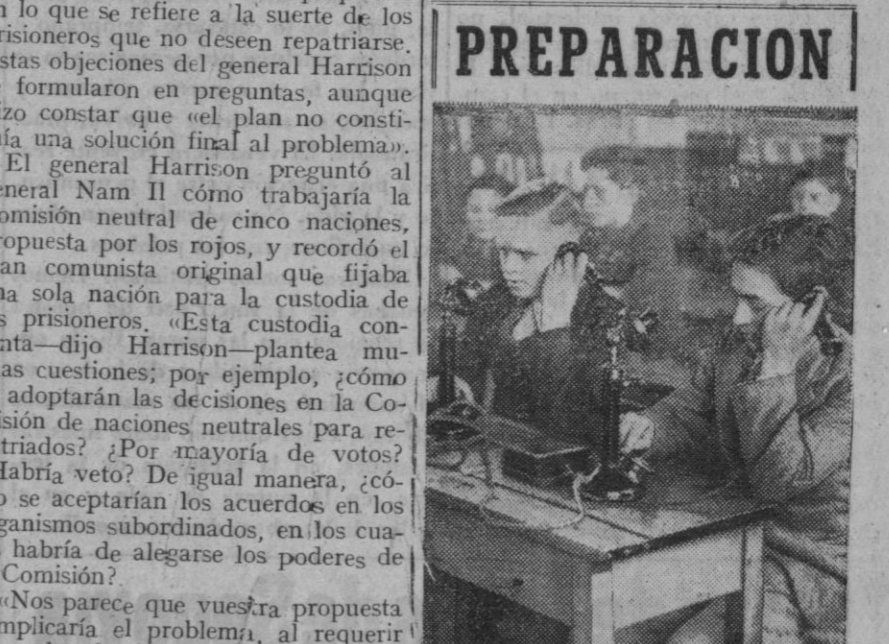 n lo que se refiere a la suerte de los
risioneros que no deseen repatriarse.
stas objeciones del general Harrison
formularon en preguntas, aunque
izo constar que «el plan no consti-
ía una solución final al problema».
El general Harrison preguntó al
eneral Nam Il cómo trabajaría la
omisión neutral de cinco naciones,
ropuesta por los rojos, y recordó el
an comunista original que fijaba
na sola nación para la custodia de
s prisioneros. «Esta custodia con-
nta—dijo Harrison—plantea mu-
as cuestiones; por ejemplo, ¿cómo
adoptarán las decisiones en la Co-
isión de naciones neutrales para re-
triados? ¿Por mayoría de votos?
Habría veto? De igual manera, ¿có-
o se aceptarían los acuerdos en los
ganismos subordinados, en los cua-
habría de alegarse los poderes de
Comisión?
«Nos parece que vuestra propuesta
mplicaría el problema, al requerir
PREPARACION